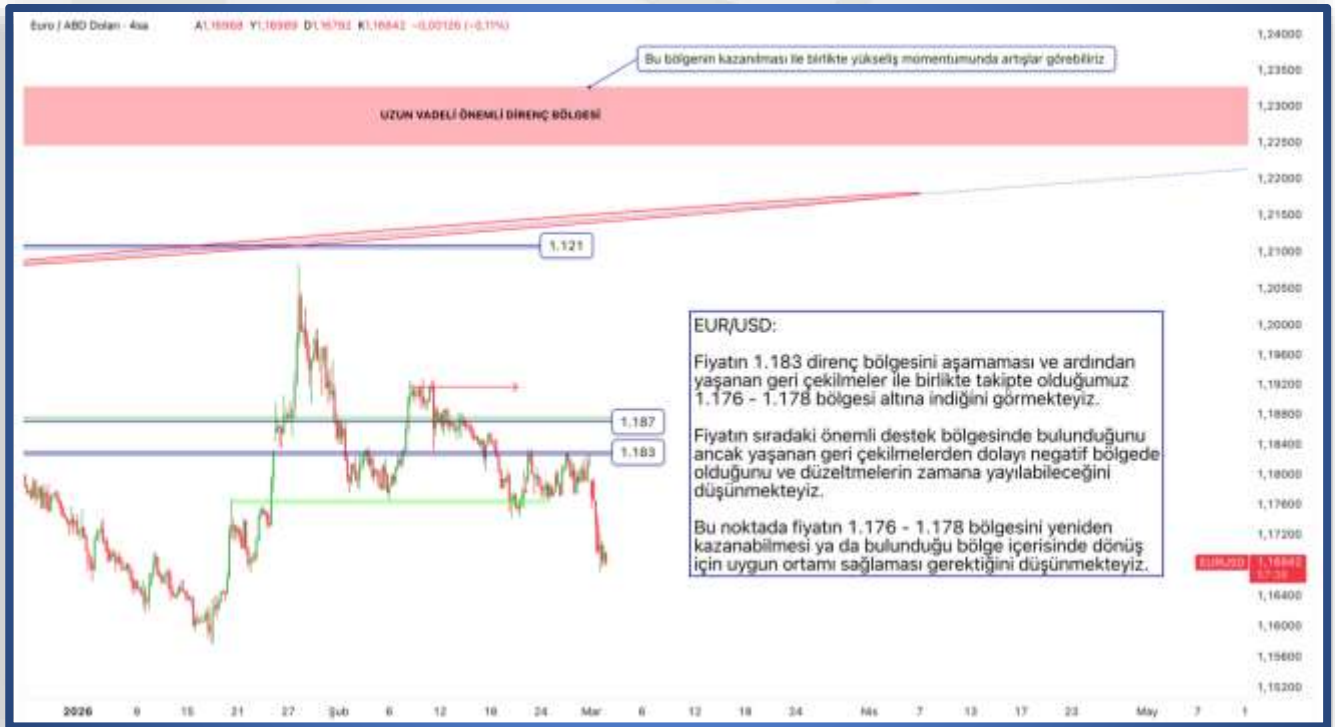 Euro / ABD Doları · 4sa A1,16968 Y1,16989 D1,16792 K1,16842 −0,00126 (−0,11%)
1,24000
Bu bölgenin kazanılması ile birlikte yükseliş momentumunda artışlar görebiliriz
1,23500
1,23000
UZUN VADELİ ÖNEMLİ DİRENÇ BÖLGESİ
1,22500
1,22000
1,21500
1.121
1,21000
1,20500
1,20000
EUR/USD:
1,19600
Fiyatın 1.183 direnç bölgesini aşamaması ve ardından
yaşanan geri çekilmeler ile birlikte takipte olduğumuz
1.176 - 1.178 bölgesi altına indiğini görmekteyiz.
1,19200
1,18800
1.187
Fiyatın sıradaki önemli destek bölgesinde bulunduğunu
ancak yaşanan geri çekilmelerden dolayı negatif bölgede
olduğunu ve düzeltmelerin zamana yayılabileceğini
düşünmekteyiz.
1,18400
1.183
1,18000
1,17600
Bu noktada fiyatın 1.176 - 1.178 bölgesini yeniden
kazanabilmesi ya da bulunduğu bölge içerisinde dönüş
için uygun ortamı sağlaması gerektiğini düşünmekteyiz.
1,17200
EURUSD 1,16842
1,16400
1,16000
1,15600
1,15200
2026 15 21 27 Şub 6 12 18 24 Mar 6 12 18 24 Nis 7 13 17 23 May 7 1